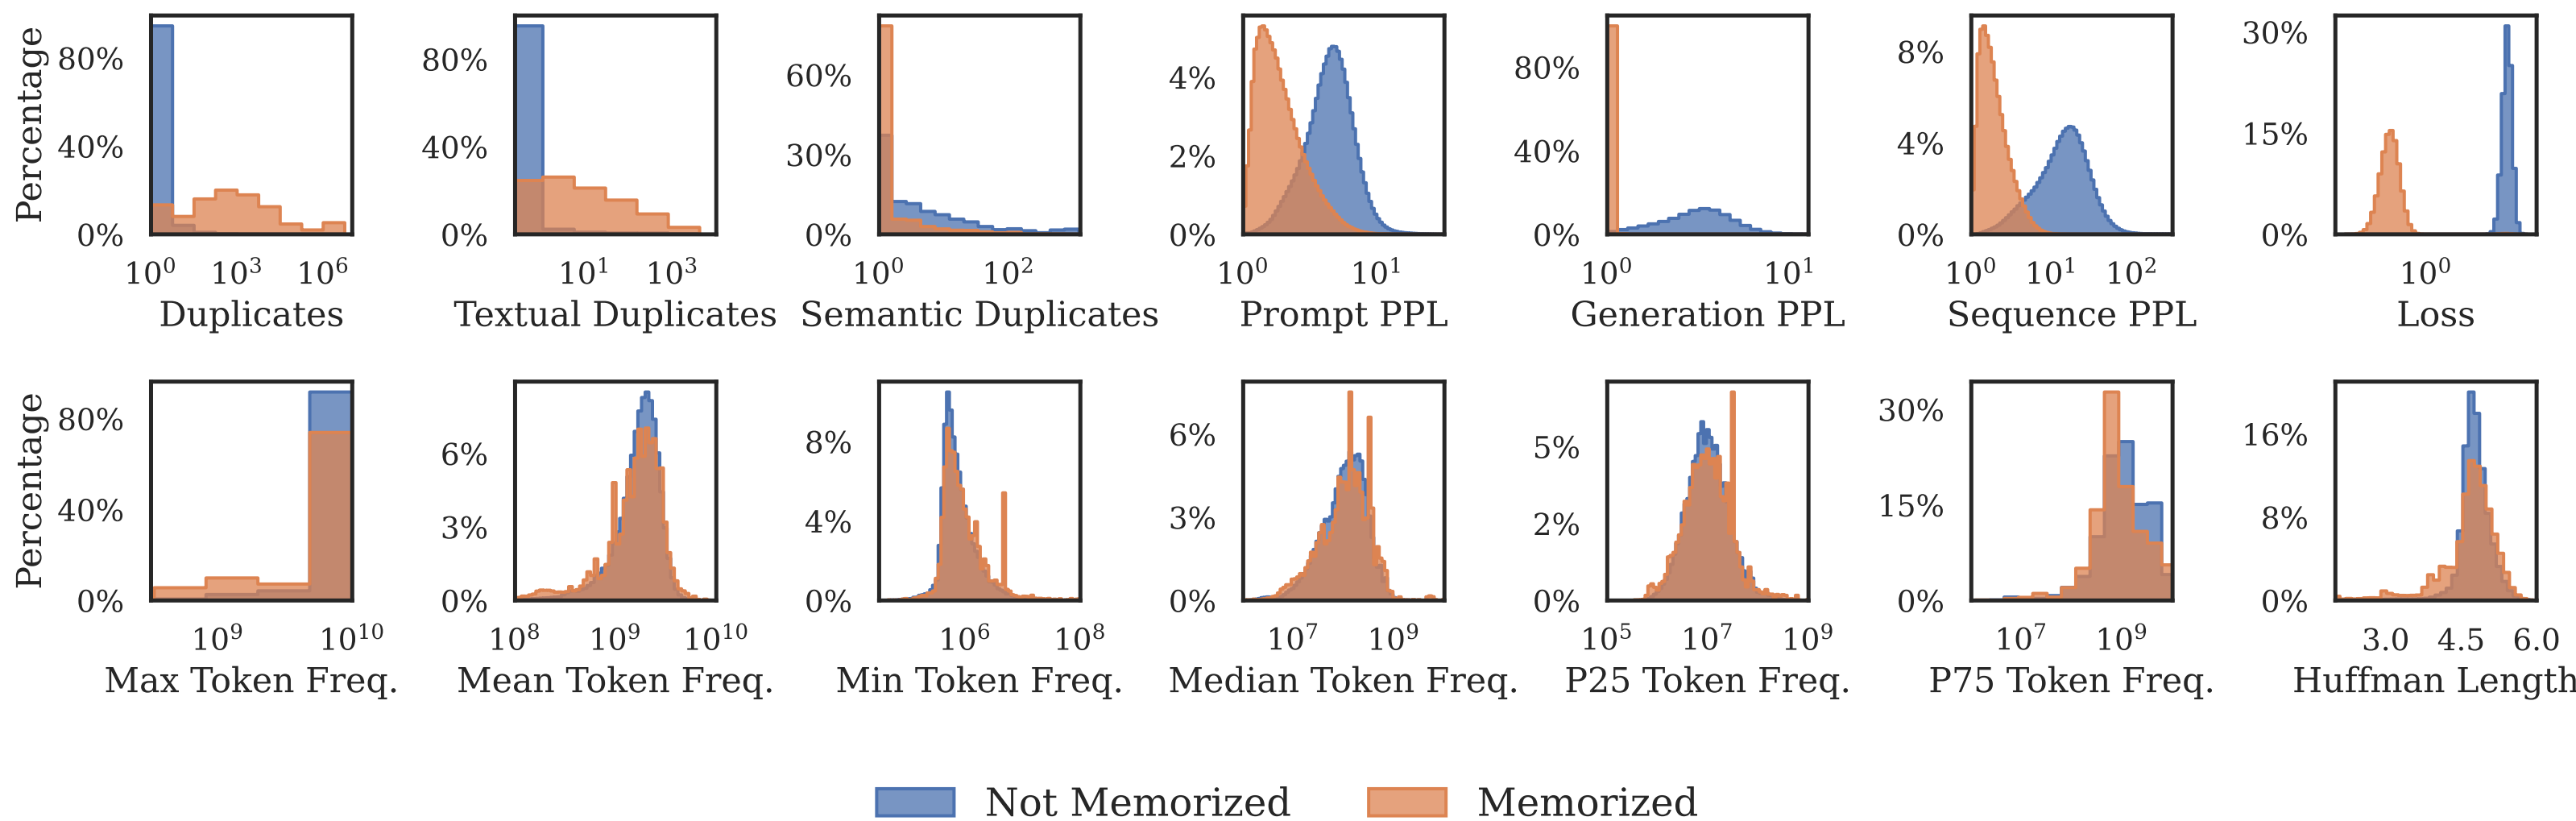 Percentage
80%
40%
0%
10⁰ 10³ 10⁶
Duplicates
80%
40%
0%
10¹ 10³
Textual Duplicates
60%
30%
0%
10⁰ 10²
Semantic Duplicates
4%
2%
0%
10⁰ 10¹
Prompt PPL
80%
40%
0%
10⁰ 10¹
Generation PPL
8%
4%
0%
10⁰ 10¹ 10²
Sequence PPL
30%
15%
0%
10⁰
Loss
Percentage
80%
40%
0%
10⁹ 10¹⁰
Max Token Freq.
6%
3%
0%
10⁸ 10⁹ 10¹⁰
Mean Token Freq.
8%
4%
0%
10⁶ 10⁸
Min Token Freq.
6%
3%
0%
10⁷ 10⁹
Median Token Freq.
5%
2%
0%
10⁵ 10⁷ 10⁹
P25 Token Freq.
30%
15%
0%
10⁷ 10⁹
P75 Token Freq.
16%
8%
0%
3.0 4.5 6.0
Huffman Length
Not Memorized
Memorized